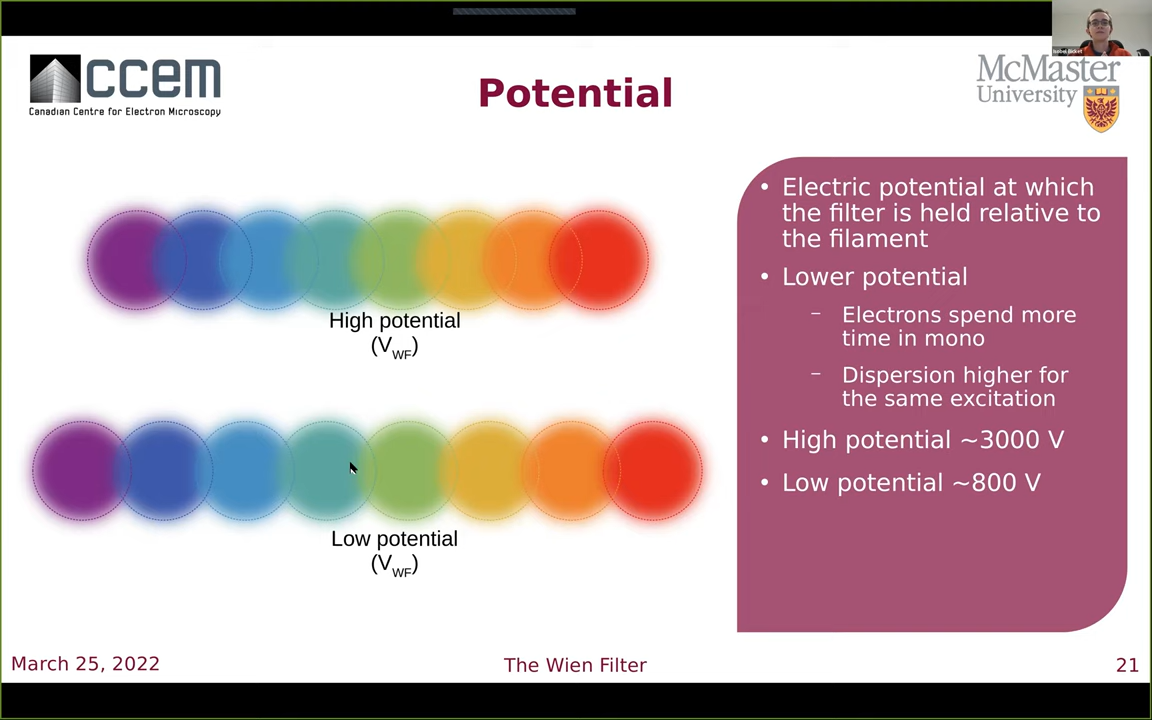 Isobel Bicket
ccem
Canadian Centre for Electron Microscopy
Potential
McMaster
University
High potential
(VWF)
Low potential
(VWF)
• Electric potential at which
the filter is held relative to
the filament
• Lower potential
– Electrons spend more
time in mono
– Dispersion higher for
the same excitation
• High potential ~3000 V
• Low potential ~800 V
March 25, 2022
The Wien Filter
21